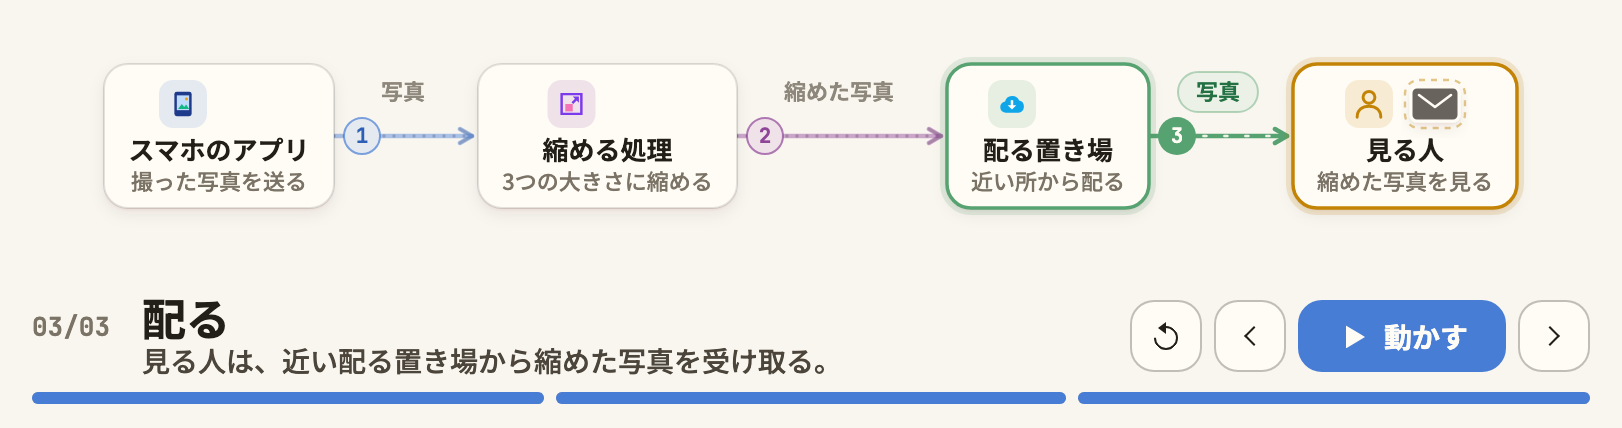 スマホのアプリ
撮った写真を送る
写真
1
縮める処理
3つの大きさに縮める
縮めた写真
2
配る置き場
近い所から配る
写真
3
見る人
縮めた写真を見る
03/03
配る
見る人は、近い配る置き場から縮めた写真を受け取る。
動かす